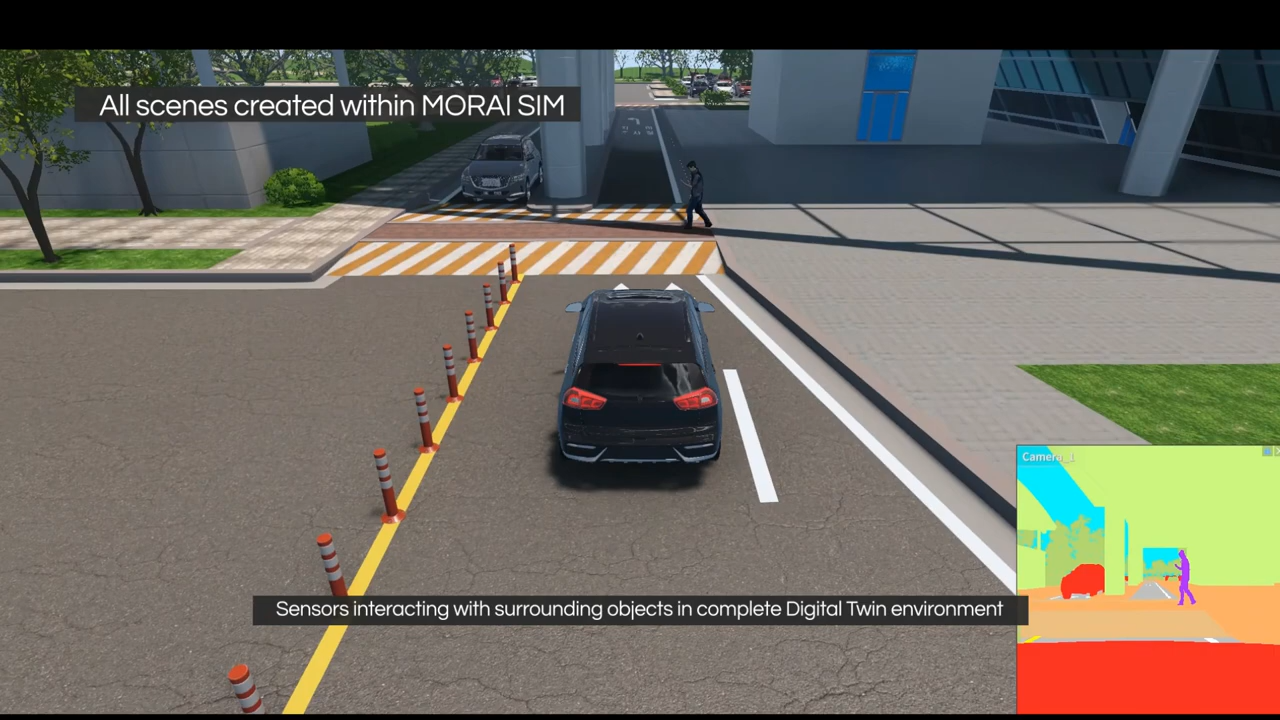 All scenes created within MORAI SIM
Camera_1
Sensors interacting with surrounding objects in complete Digital Twin environment